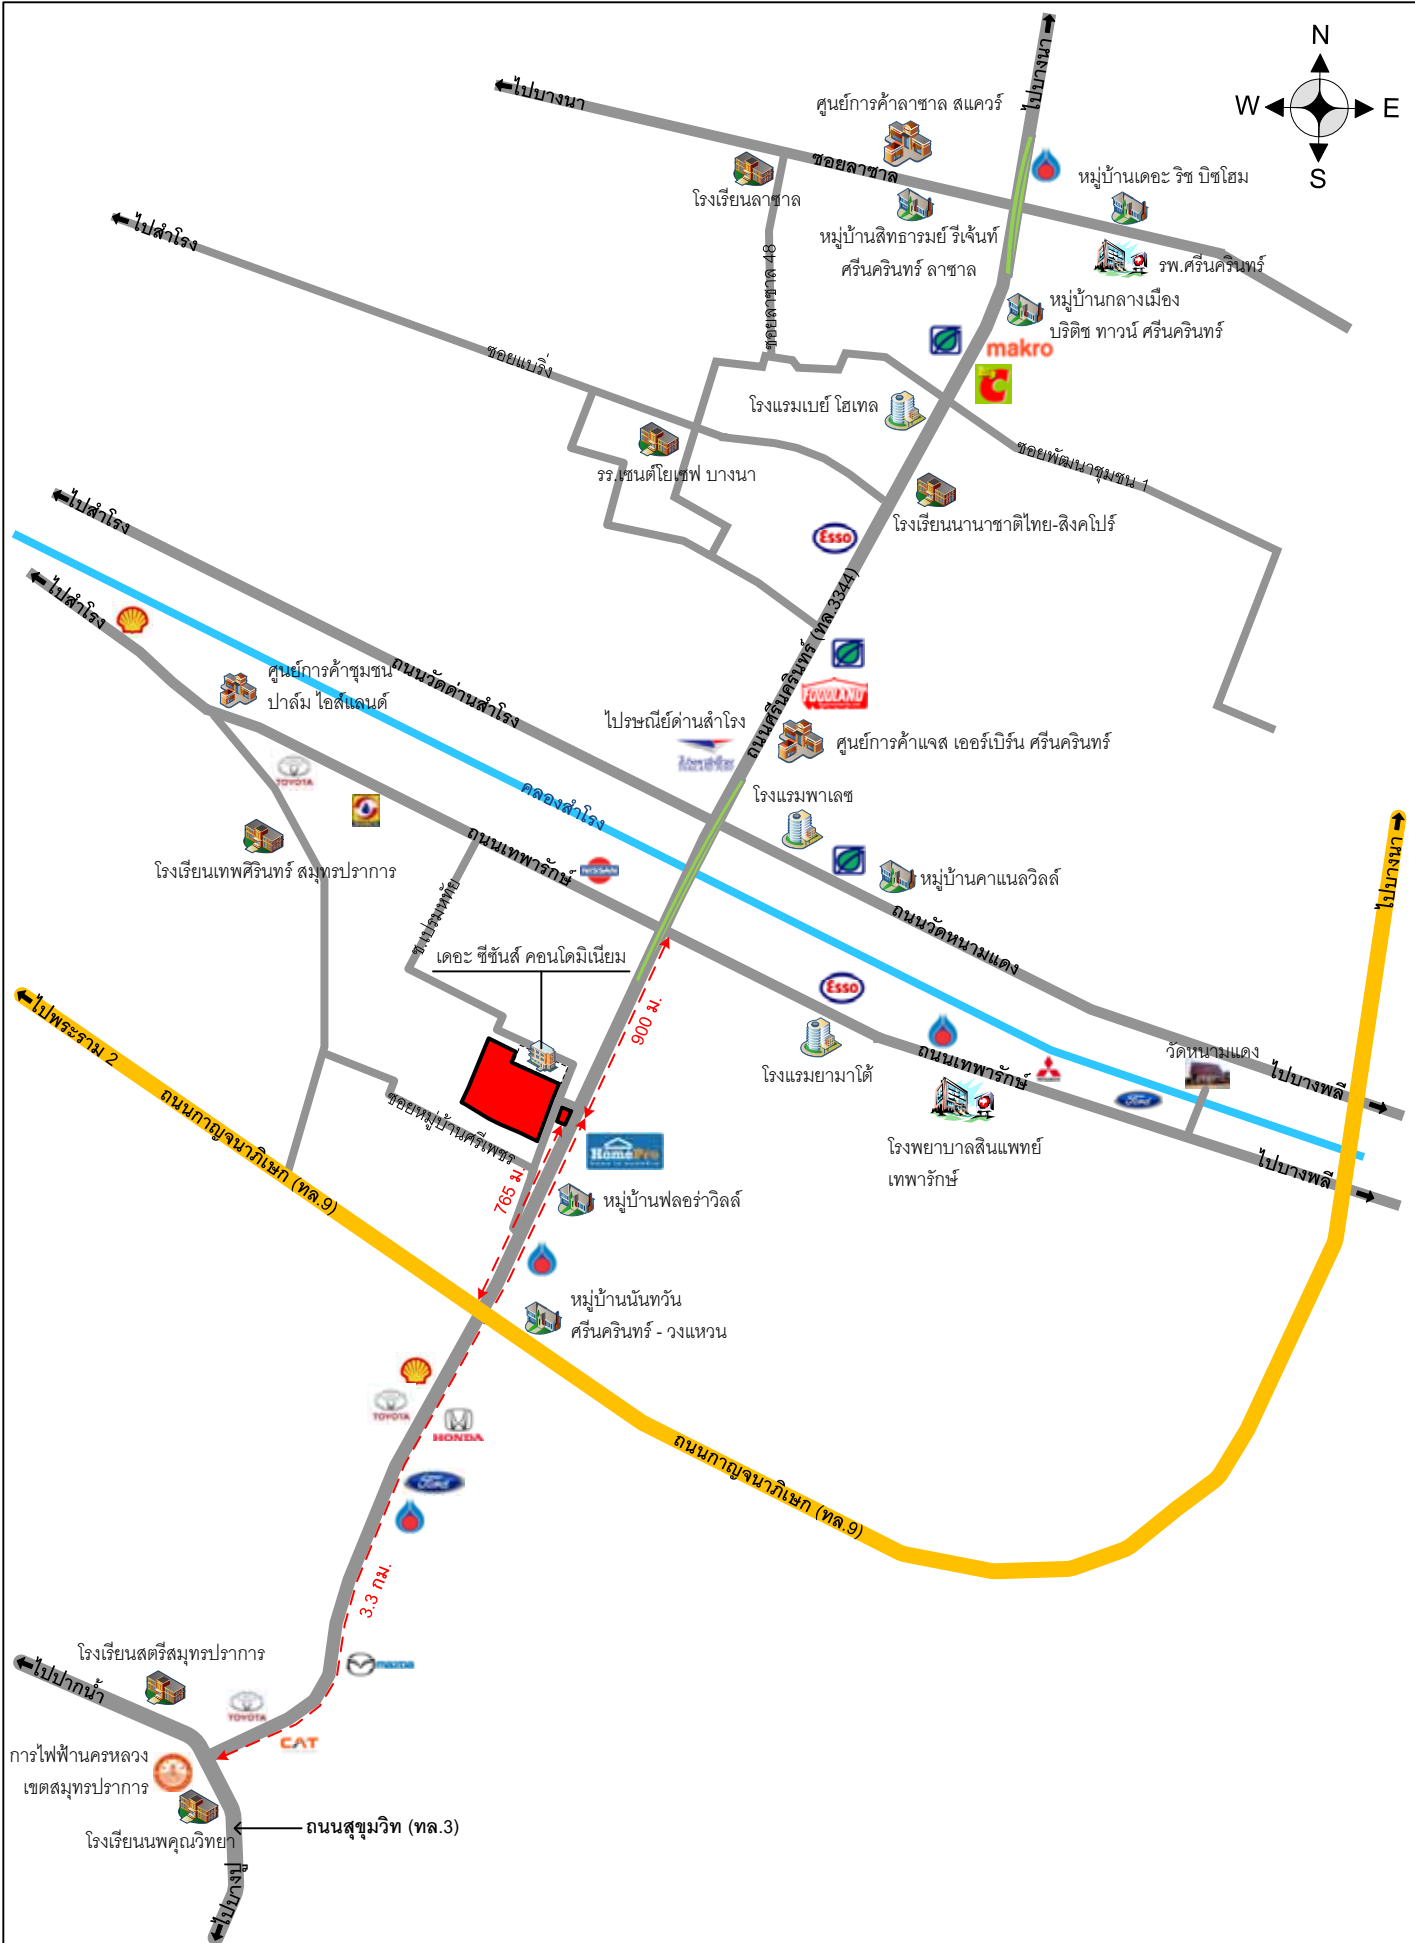 N
W
E
S
ไปบางนา
ไปบางนา
ศูนย์การค้าลาซาล สแควร์
ซอยลาซาล
หมู่บ้านเดอะ ริช บิซโฮม
โรงเรียนลาซาล
หมู่บ้านสิทธารมย์ รีเจ้นท์
ศรีนครินทร์ ลาซาล
ไปสำโรง
รพ.ศรีนครินทร์
ซอยลาซาล 48
หมู่บ้านกลางเมือง
บริติช ทาวน์ ศรีนครินทร์
makro
ซอยแบริ่ง
โรงแรมเบย์ โฮเทล
ซอยพัฒนาชุมชน 1
รร.เซนต์โยเซฟ บางนา
ไปสำโรง
โรงเรียนนานาชาติไทย-สิงคโปร์
Esso
ไปสำโรง
ถนนศรีนครินทร์ (ทล.3344)
ศูนย์การค้าชุมชน
ปาล์ม ไอส์แลนด์
ถนนวัดด่านสำโรง
FOODLAND
ไปรษณีย์ด่านสำโรง
ศูนย์การค้าแจส เออร์เบิร์น ศรีนครินทร์
TOYOTA
คลองสำโรง
โรงแรมพาเลซ
ไปบางนา
โรงเรียนเทพศิรินทร์ สมุทรปราการ
ถนนเทพารักษ์
NISSAN
หมู่บ้านคาแนลวิลล์
ซ.เปรมหทัย
ถนนวัดหนามแดง
เดอะ ซีซันส์ คอนโดมิเนียม
Esso
900 ม.
ไปพระราม 2
โรงแรมยามาโต้
ถนนเทพารักษ์
วัดหนามแดง
ไปบางพลี
Ford
ซอยหมู่บ้านศรีเพชร
ถนนกาญจนาภิเษก (ทล.9)
HomePro
โรงพยาบาลสินแพทย์
เทพารักษ์
ไปบางพลี
765 ม.
หมู่บ้านฟลอร่าวิลล์
หมู่บ้านนันทวัน
ศรีนครินทร์ - วงแหวน
TOYOTA
HONDA
Ford
ถนนกาญจนาภิเษก (ทล.9)
3.3 กม.
โรงเรียนสตรีสมุทรปราการ
mazda
ไปปากน้ำ
TOYOTA
CAT
การไฟฟ้านครหลวง
เขตสมุทรปราการ
ถนนสุขุมวิท (ทล.3)
โรงเรียนนพคุณวิทยา
ไปบางปู